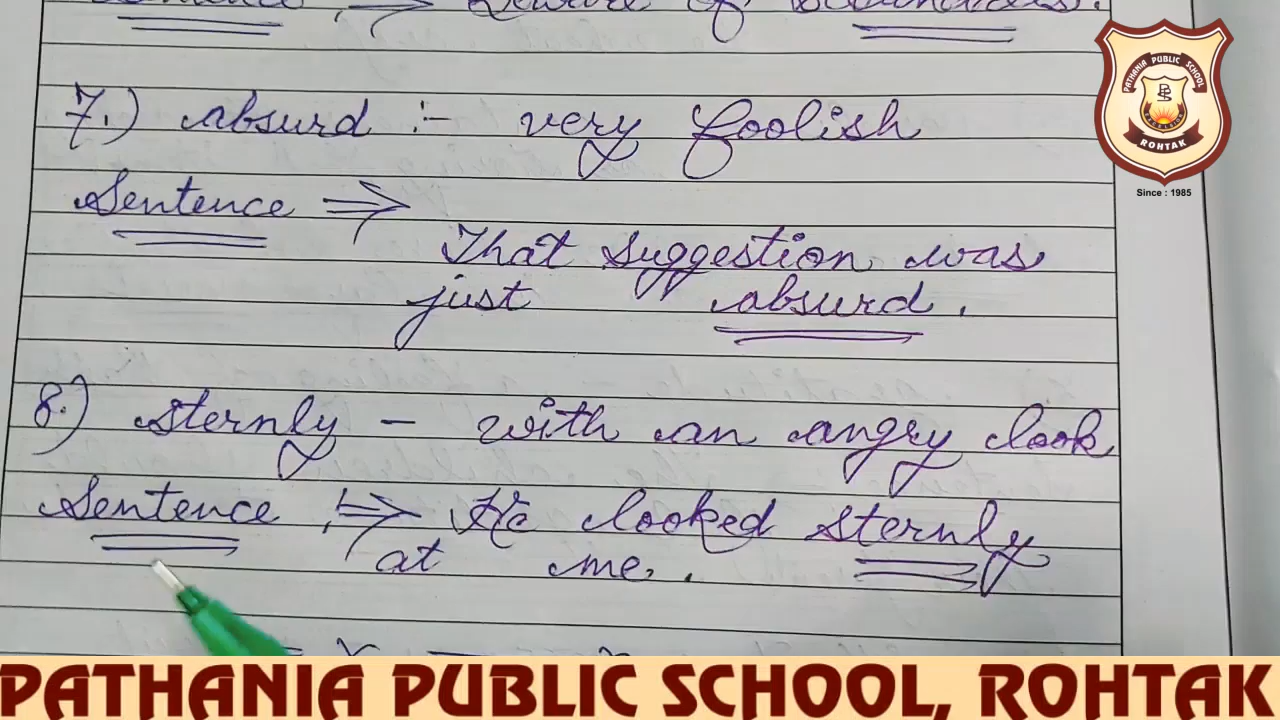 of
7.) absurd :- very foolish
Sentence ⇒
That suggestion was
just absurd.
8.) sternly - with an angry look
Sentence ⇒ He looked sternly
at me.
PATHANIA PUBLIC SCHOOL
ROHTAK
Since : 1985
PATHANIA PUBLIC SCHOOL, ROHTAK